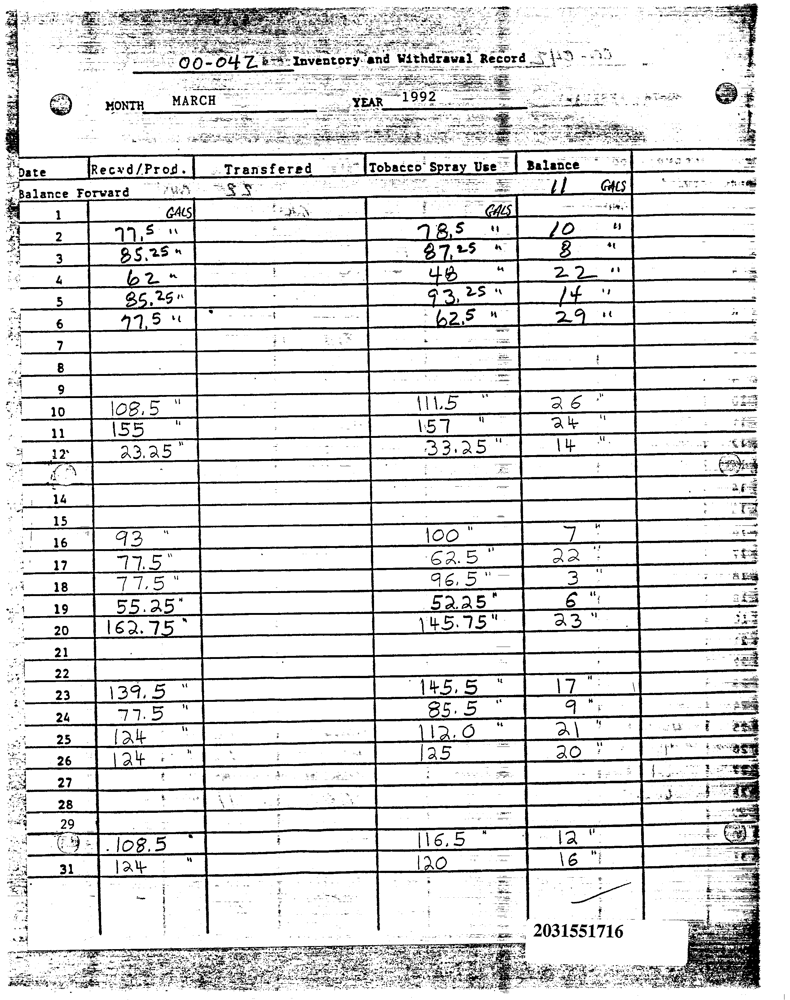 00-042 Inventory and Withdrawal Record
MONTH MARCH YEAR 1992
Date Recvd/Prod. Transfered Tobacco Spray Use Balance
Balance Forward 11 GALS
1 GALS GALS
2 77.5 " 78.5 " 10 "
3 85.25 " 87.25 " 8 "
4 62 " 48 " 22 "
5 85.25 " 93.25 " 14 "
6 77.5 " 62.5 " 29 "
7
8
9
10 108.5 " 111.5 " 26 "
11 155 " 157 " 24 "
12 23.25 " 33.25 " 14 "
14
15
16 93 " 100 " 7 "
17 77.5 " 62.5 " 22 "
18 77.5 " 96.5 " 3 "
19 55.25 " 52.25 " 6 "
20 162.75 " 145.75 " 23 "
21
22
23 139.5 " 145.5 " 17 "
24 77.5 " 85.5 " 9 "
25 124 " 112.0 " 21 "
26 124 " 125 20 "
27
28
29
108.5 " 116.5 " 12 "
31 124 " 120 16 "
2031551716